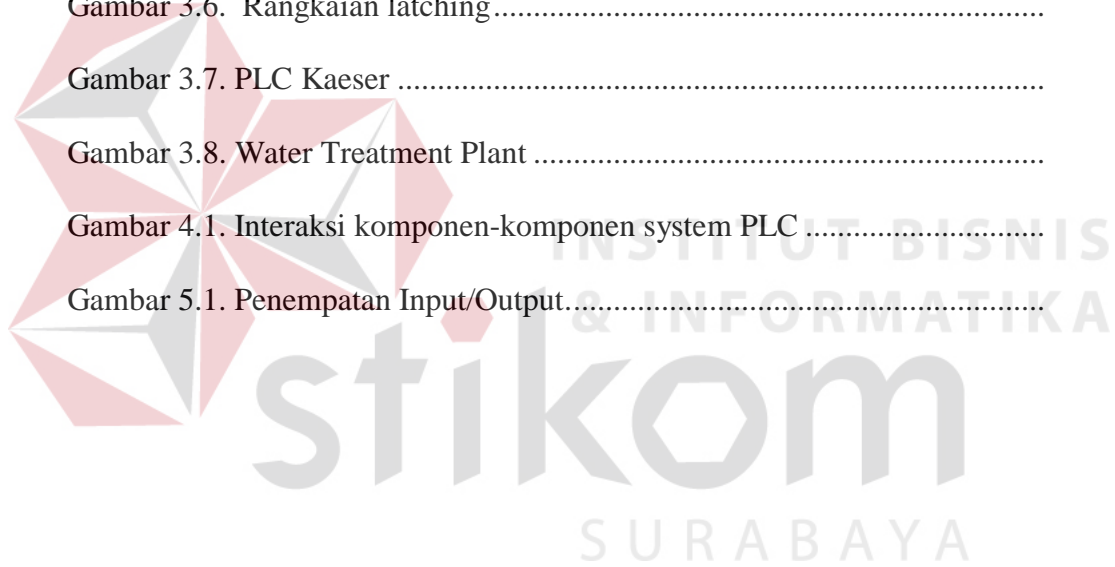 Gambar 3.6.  Rangkaian latching.....................................................................
Gambar 3.7. PLC Kaeser .................................................................................
Gambar 3.8. Water Treatment Plant ................................................................
Gambar 4.1. Interaksi komponen-komponen system PLC ..............................
Gambar 5.1. Penempatan Input/Output............................................................
INSTITUT BISNIS
& INFORMATIKA
stikom
SURABAYA